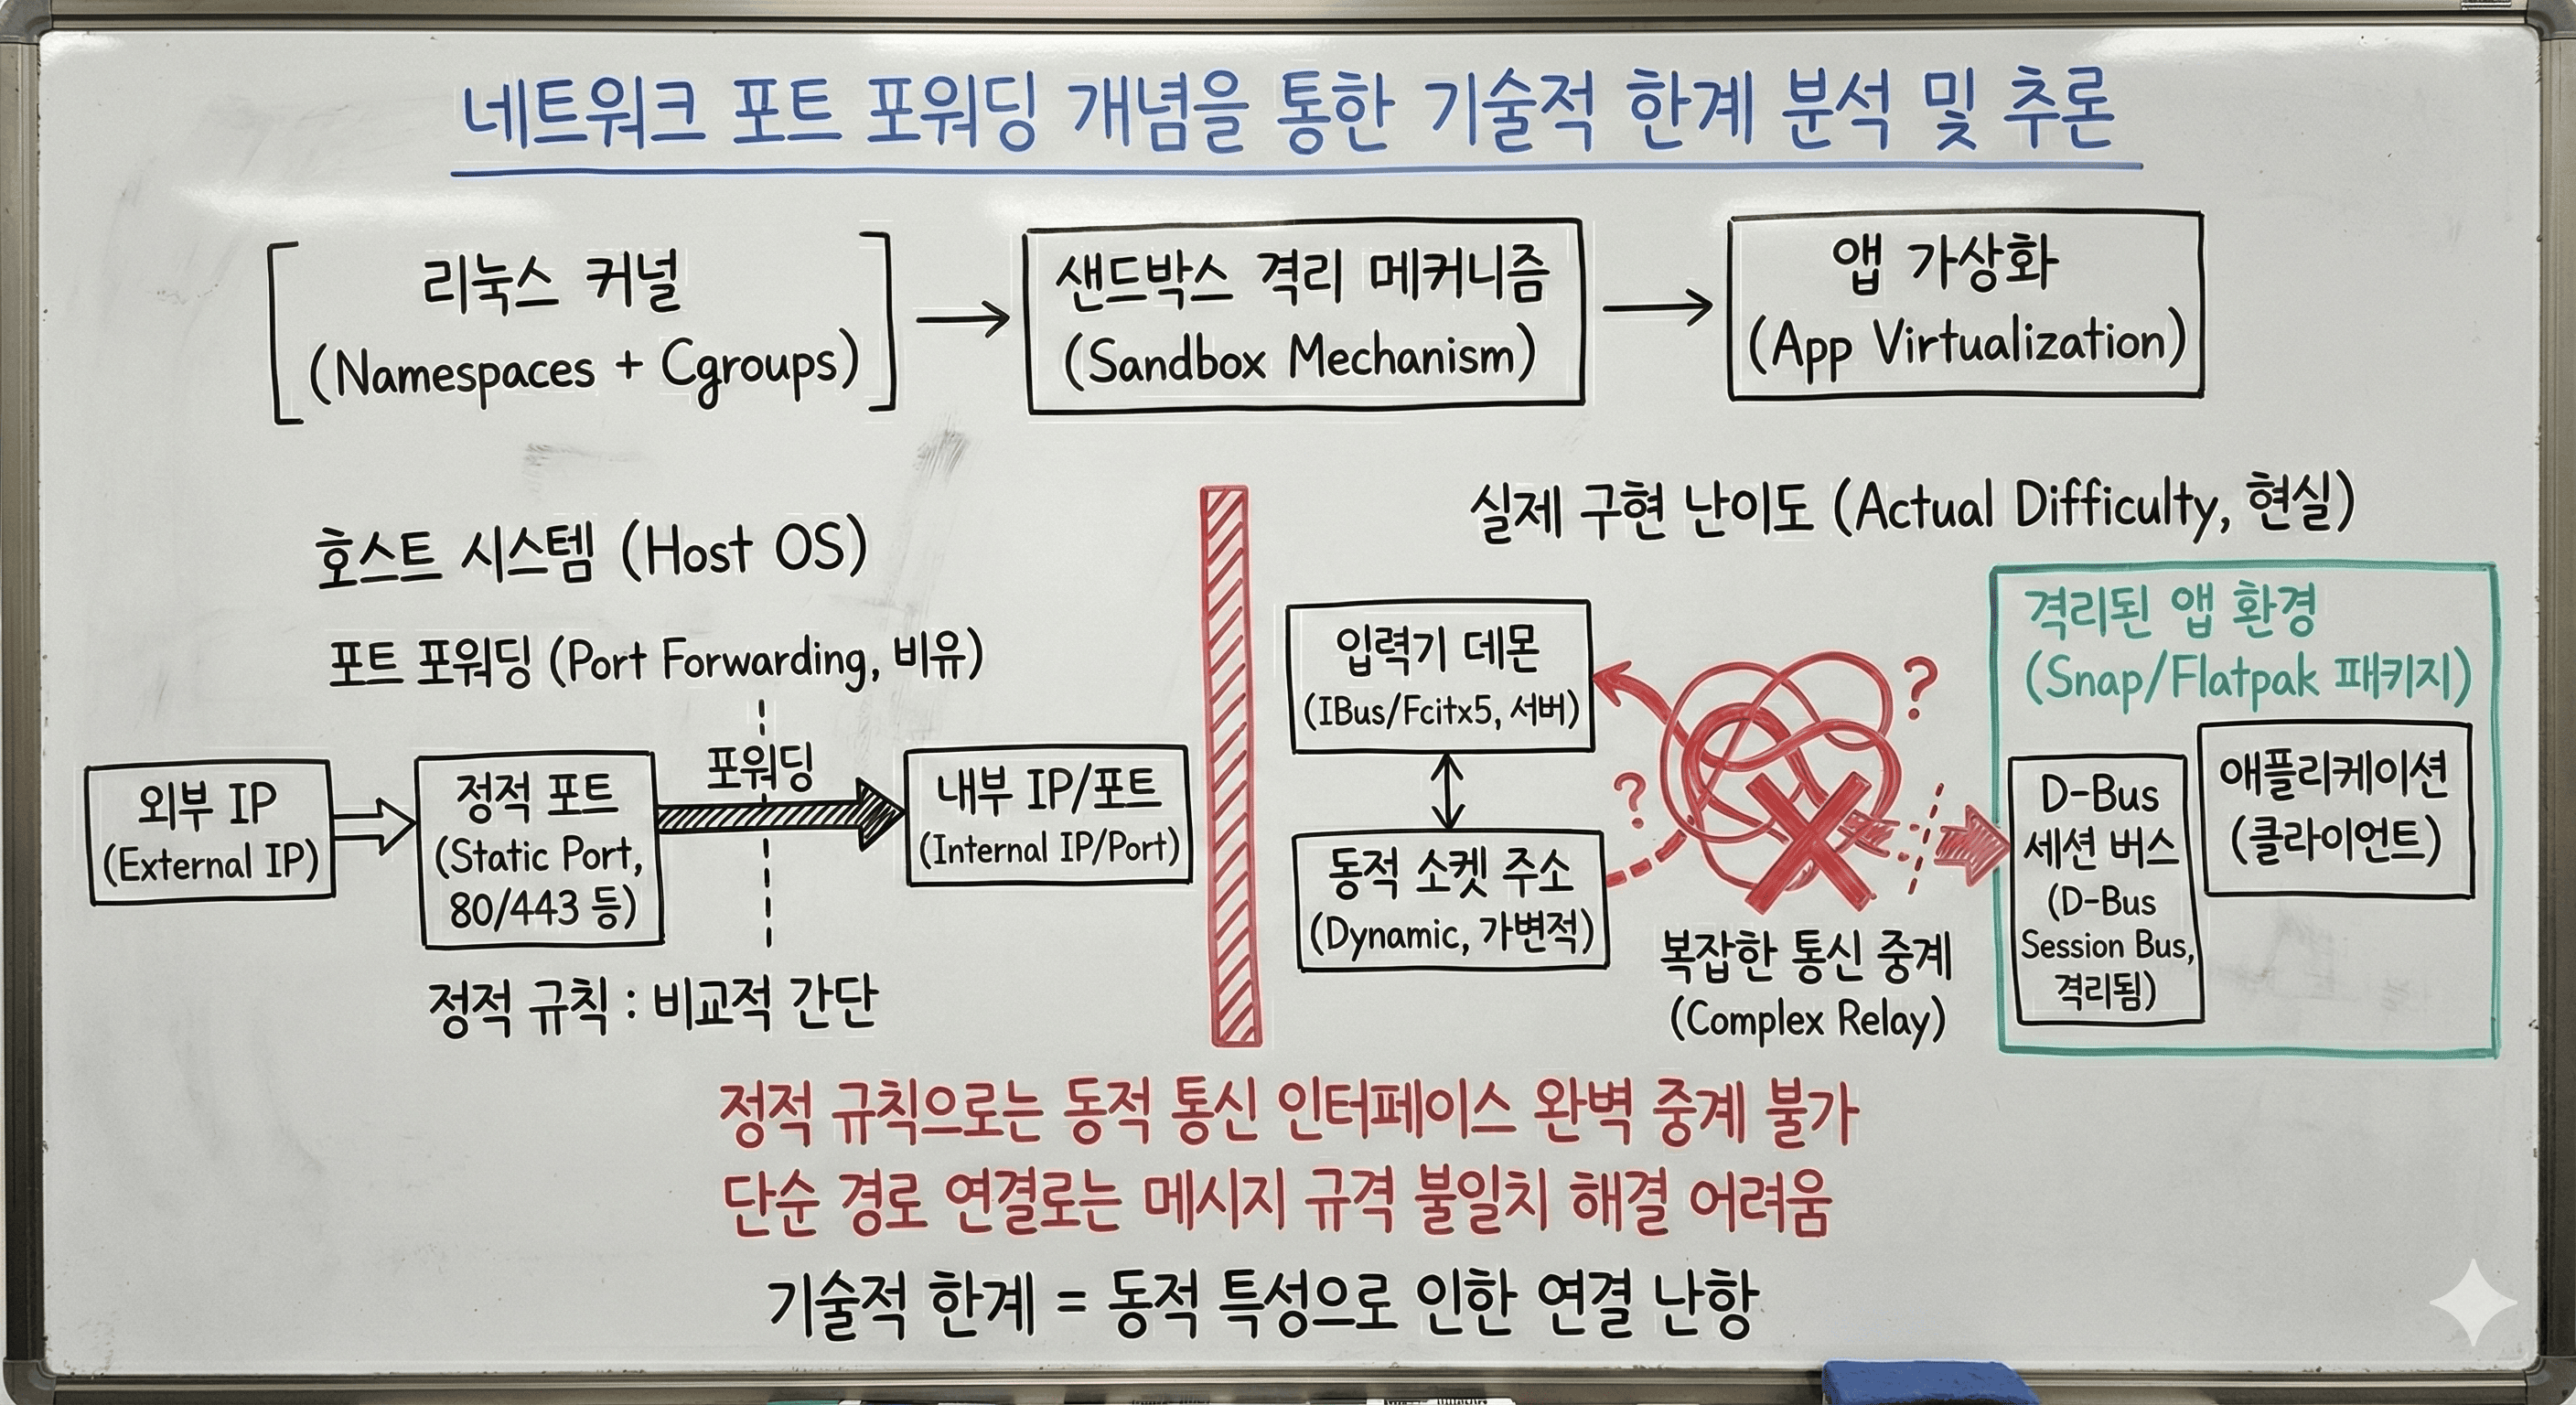 네트워크 포트 포워딩 개념을 통한 기술적 한계 분석 및 추론
리눅스 커널
(Namespaces + Cgroups)
샌드박스 격리 메커니즘
(Sandbox Mechanism)
앱 가상화
(App Virtualization)
호스트 시스템 (Host OS)
포트 포워딩 (Port Forwarding, 비유)
외부 IP
(External IP)
정적 포트
(Static Port,
80/443 등)
포워딩
내부 IP/포트
(Internal IP/Port)
정적 규칙 : 비교적 간단
실제 구현 난이도 (Actual Difficulty, 현실)
입력기 데몬
(IBus/Fcitx5, 서버)
동적 소켓 주소
(Dynamic, 가변적)
?
?
복잡한 통신 중계
(Complex Relay)
격리된 앱 환경
(Snap/Flatpak 패키지)
D-Bus
세션 버스
(D-Bus
Session Bus,
격리됨)
애플리케이션
(클라이언트)
정적 규칙으로는 동적 통신 인터페이스 완벽 중계 불가
단순 경로 연결로는 메시지 규격 불일치 해결 어려움
기술적 한계 = 동적 특성으로 인한 연결 난항